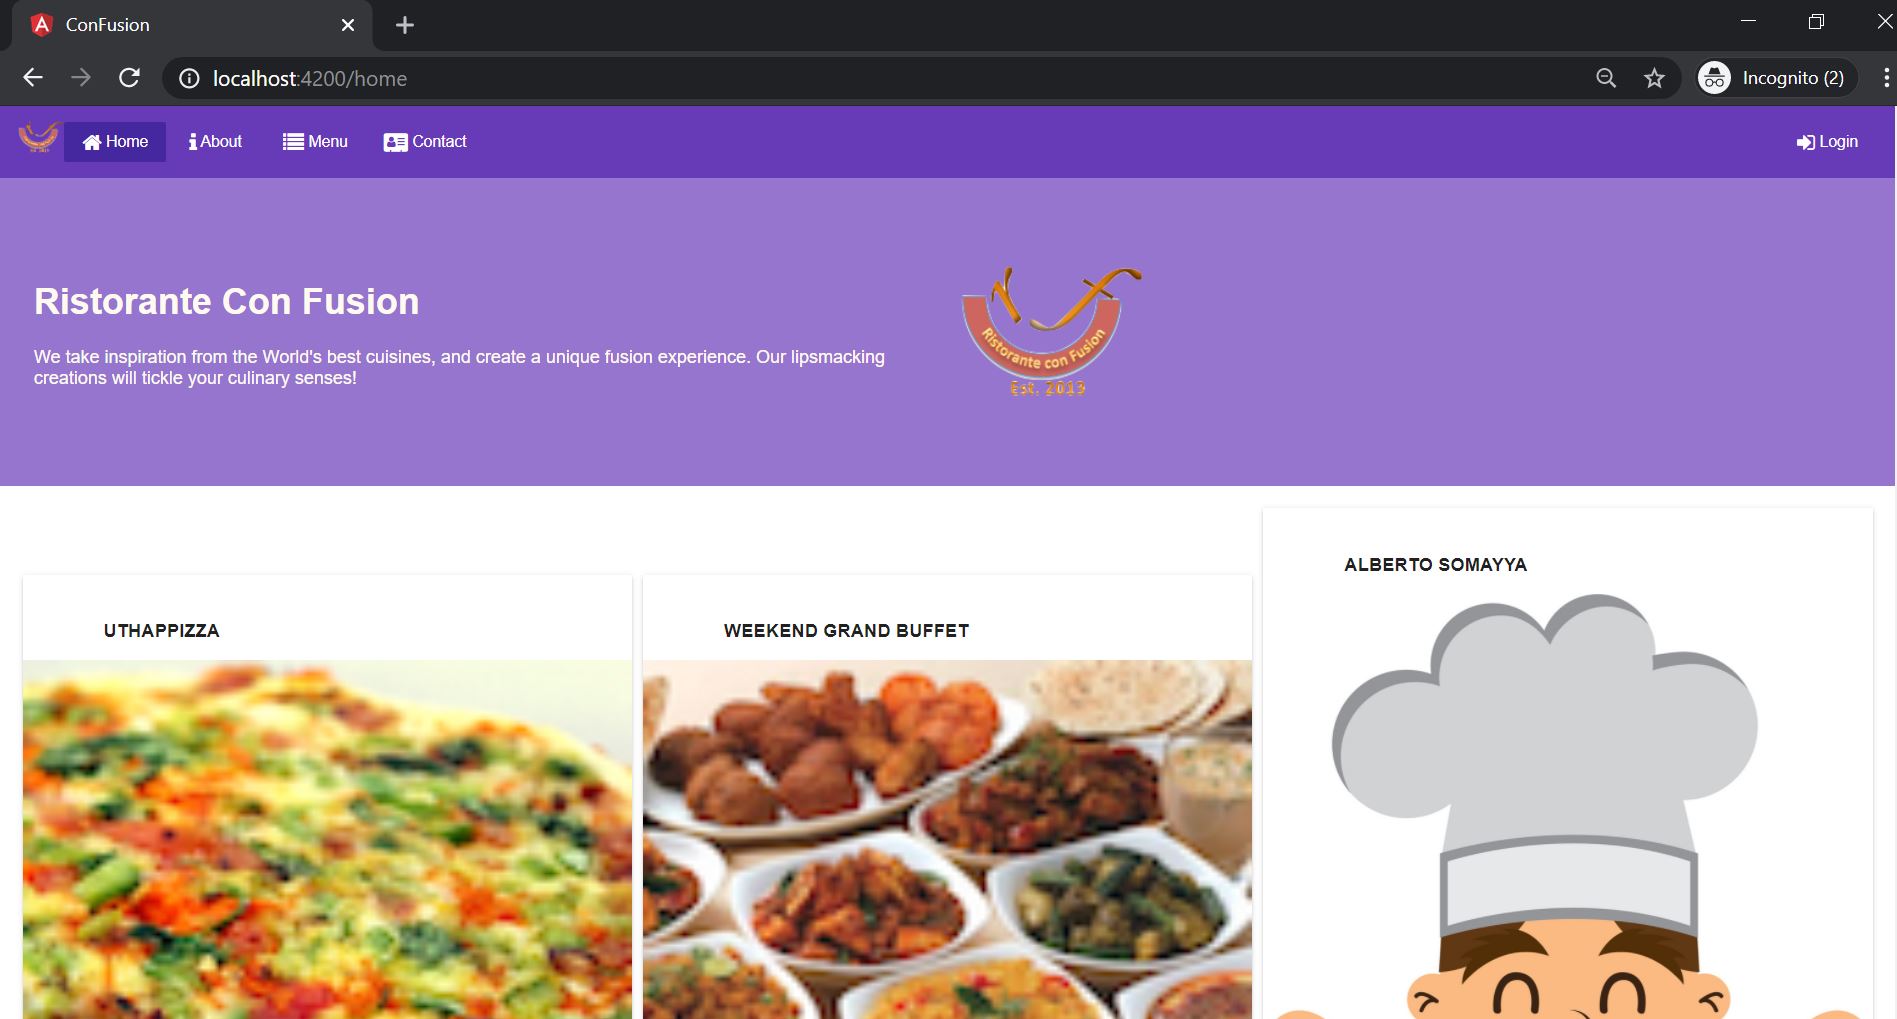 ConFusion
localhost:4200/home
Incognito (2)
Home
About
Menu
Contact
Login
Ristorante Con Fusion
We take inspiration from the World's best cuisines, and create a unique fusion experience. Our lipsmacking
creations will tickle your culinary senses!
Ristorante con Fusion
Est. 2013
UTHAPPIZZA
WEEKEND GRAND BUFFET
ALBERTO SOMAYYA